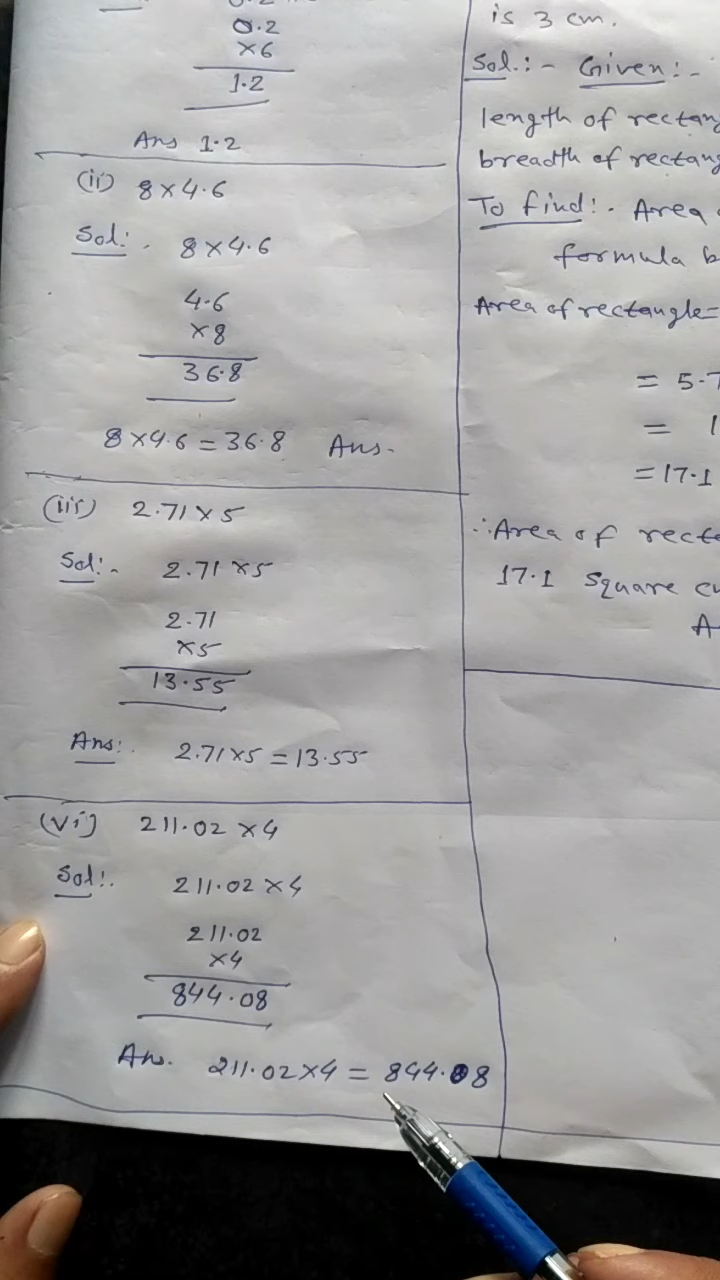 0.2
×6
1.2
Ans 1.2
(ii) 8×4.6
Sol:- 8×4.6
4.6
×8
36.8
8×4.6=36.8 Ans-
(iii) 2.71×5
Sol:- 2.71×5
2.71
×5
13.55
Ans:. 2.71×5=13.55
(vi) 211.02×4
Sol:. 211.02×4
211.02
×4
844.08
Ans. 211.02×4=844.08
is 3 cm.
Sol.:- Given:-
length of
breadth of
To find:- Area
formula
Area of rectangle=
= 5.7
= 1
=17.1
∴Area of
17.1 square